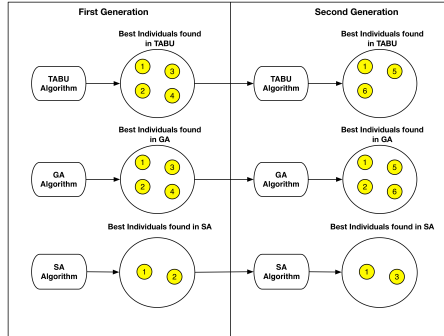 First Generation
Second Generation
Best Individuals found
in TABU
Best Individuals found
in TABU
TABU
Algorithm
1
3
2
4
TABU
Algorithm
1
5
6
Best Individuals found
in GA
Best Individuals found
in GA
GA
Algorithm
1
3
2
4
GA
Algorithm
1
5
2
6
Best Individuals found in SA
Best Individuals found in SA
SA
Algorithm
1
2
SA
Algorithm
1
3